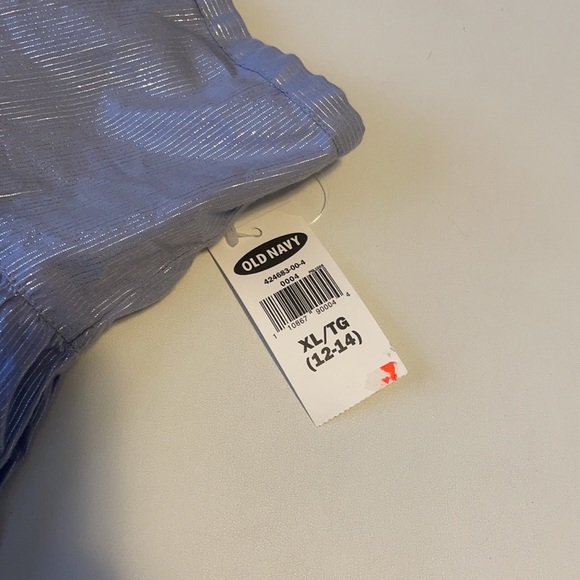 OLD NAVY
424683-00-4
0004
1 10867 90004 4
XL/TG
(12-14)